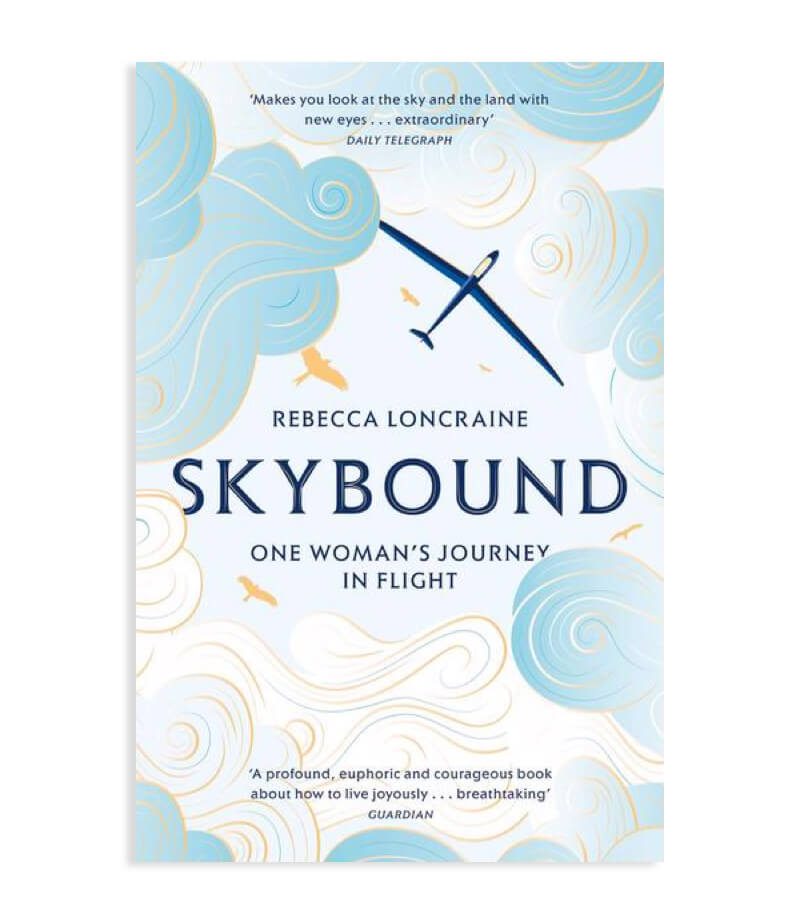 ‘Makes you look at the sky and the land with
new eyes . . . extraordinary’
DAILY TELEGRAPH
REBECCA LONCRAINE
SKYBOUND
ONE WOMAN’S JOURNEY
IN FLIGHT
‘A profound, euphoric and courageous book
about how to live joyously . . . breathtaking’
GUARDIAN